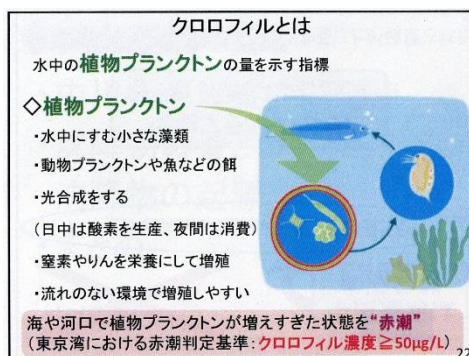 クロロフィルとは
水中の植物プランクトンの量を示す指標
◇植物プランクトン
・水中にすむ小さな藻類
・動物プランクトンや魚などの餌
・光合成をする
(日中は酸素を生産、夜間は消費)
・窒素やりんを栄養にして増殖
・流れのない環境で増殖しやすい
海や河口で植物プランクトンが増えすぎた状態を“赤潮”
(東京湾における赤潮判定基準:クロロフィル濃度≧50μg/L)